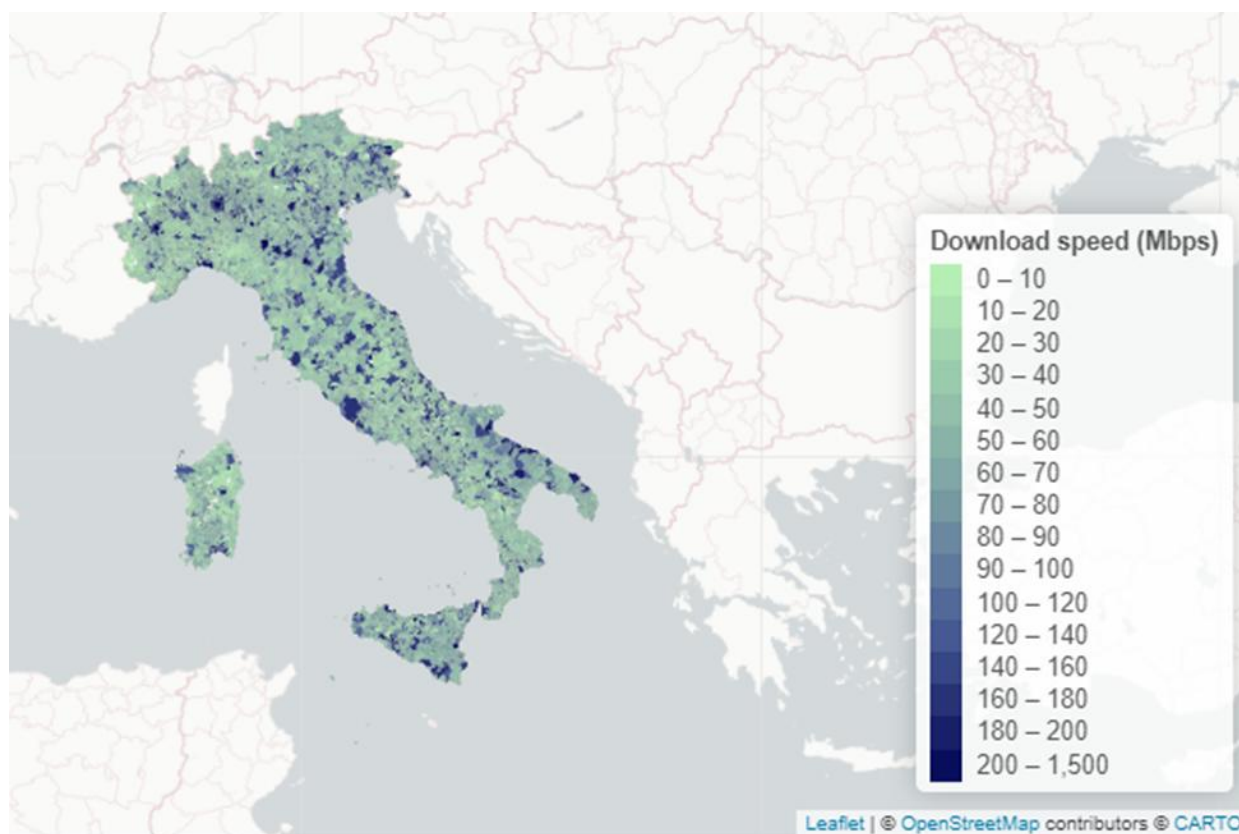 Download speed (Mbps)
0 – 10
10 – 20
20 – 30
30 – 40
40 – 50
50 – 60
60 – 70
70 – 80
80 – 90
90 – 100
100 – 120
120 – 140
140 – 160
160 – 180
180 – 200
200 – 1,500
Leaflet | © OpenStreetMap contributors © CARTO